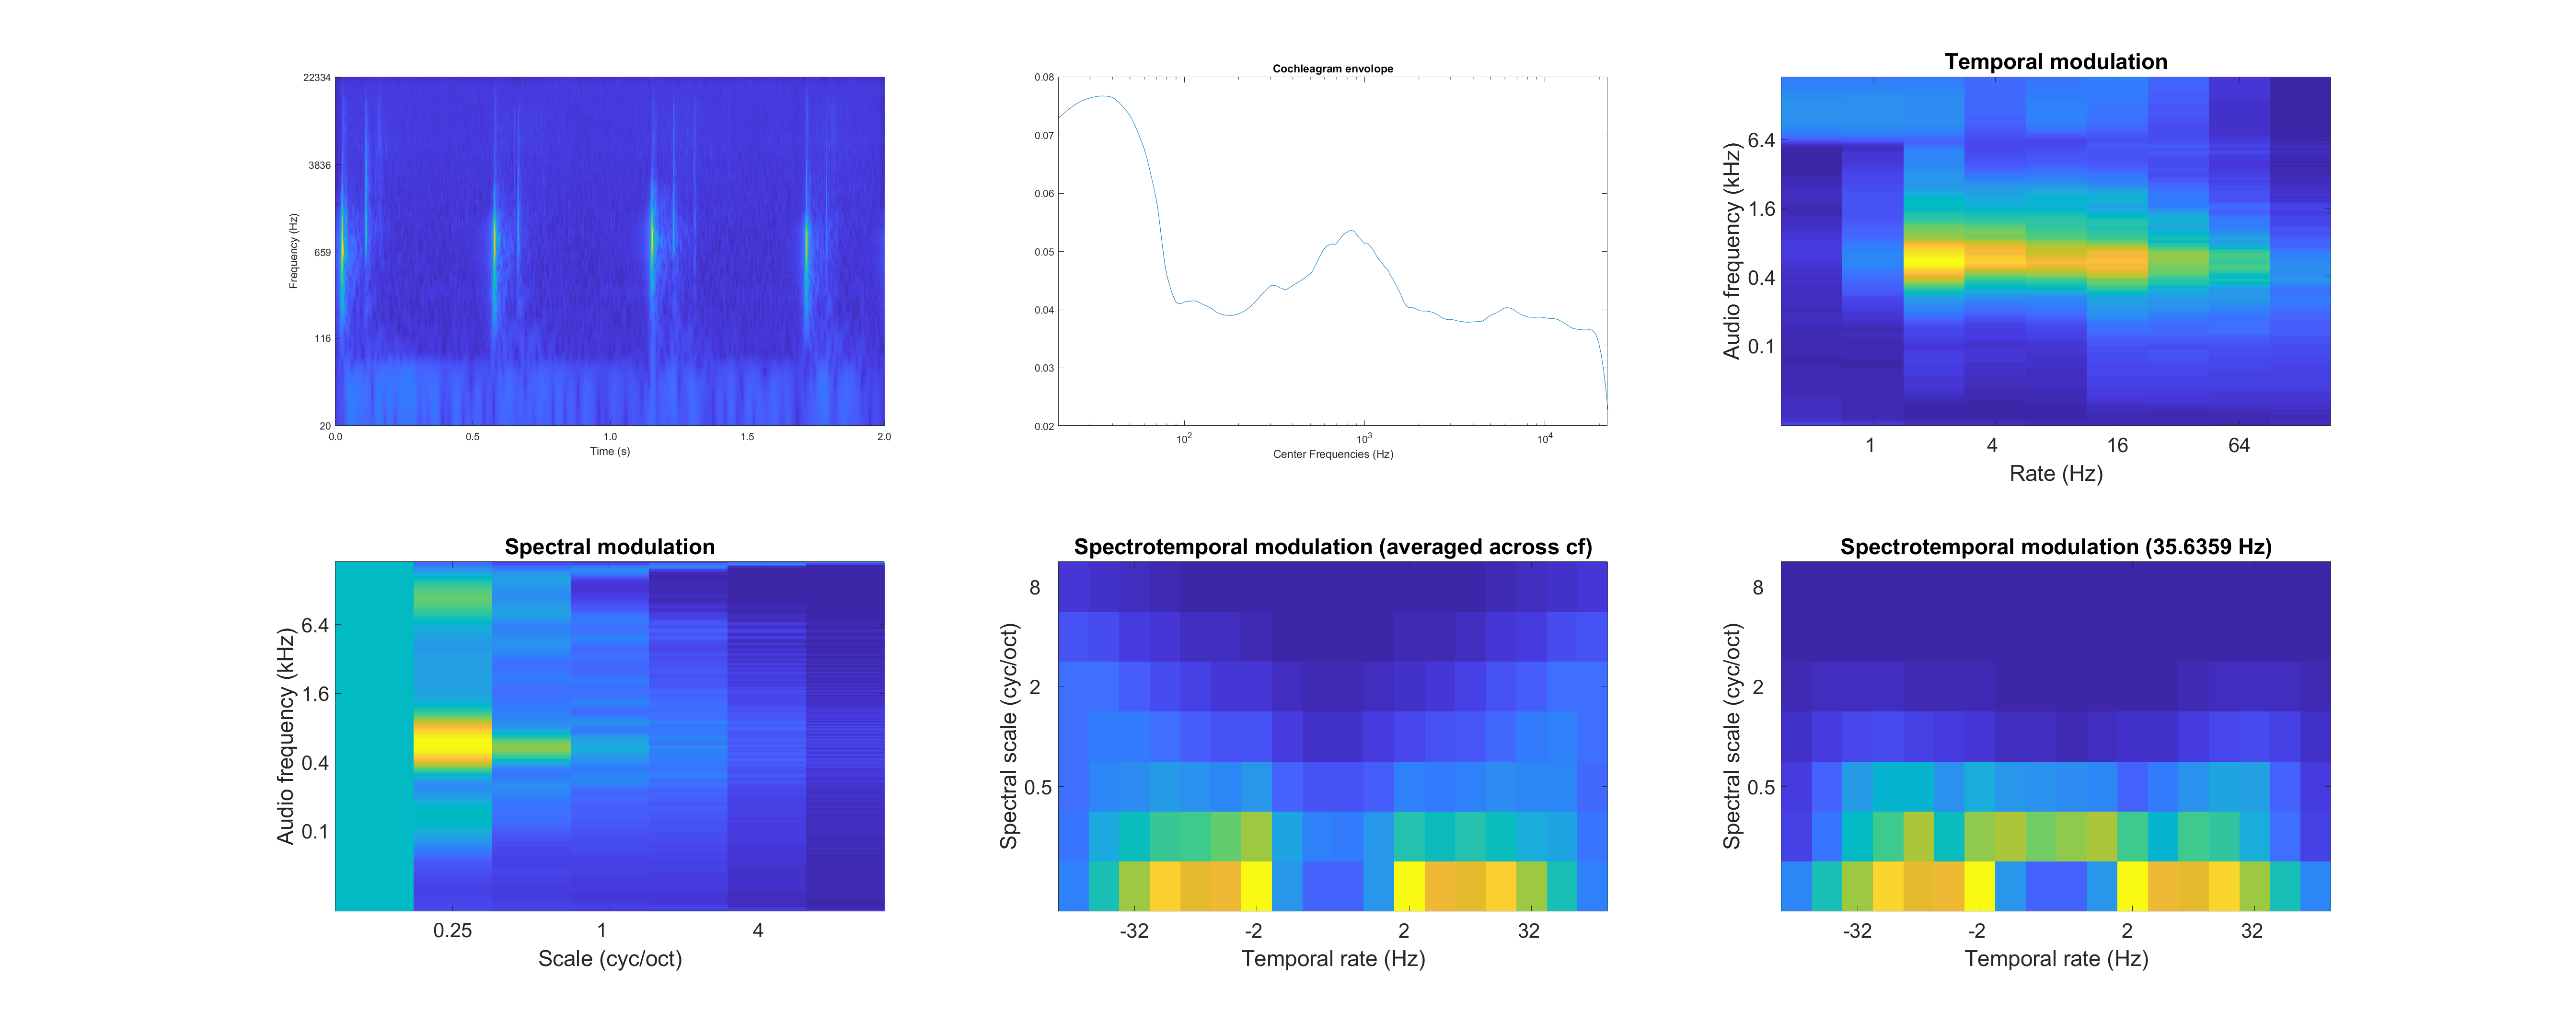 22334
3836
659
116
20
Frequency (Hz)
0.0 0.5 1.0 1.5 2.0
Time (s)
Cochleagram envolope
0.08
0.07
0.06
0.05
0.04
0.03
0.02
10^2 10^3 10^4
Center Frequencies (Hz)
Temporal modulation
6.4
1.6
0.4
0.1
Audio frequency (kHz)
1 4 16 64
Rate (Hz)
Spectral modulation
6.4
1.6
0.4
0.1
Audio frequency (kHz)
0.25 1 4
Scale (cyc/oct)
Spectrotemporal modulation (averaged across cf)
8
2
0.5
Spectral scale (cyc/oct)
-32 -2 2 32
Temporal rate (Hz)
Spectrotemporal modulation (35.6359 Hz)
8
2
0.5
Spectral scale (cyc/oct)
-32 -2 2 32
Temporal rate (Hz)